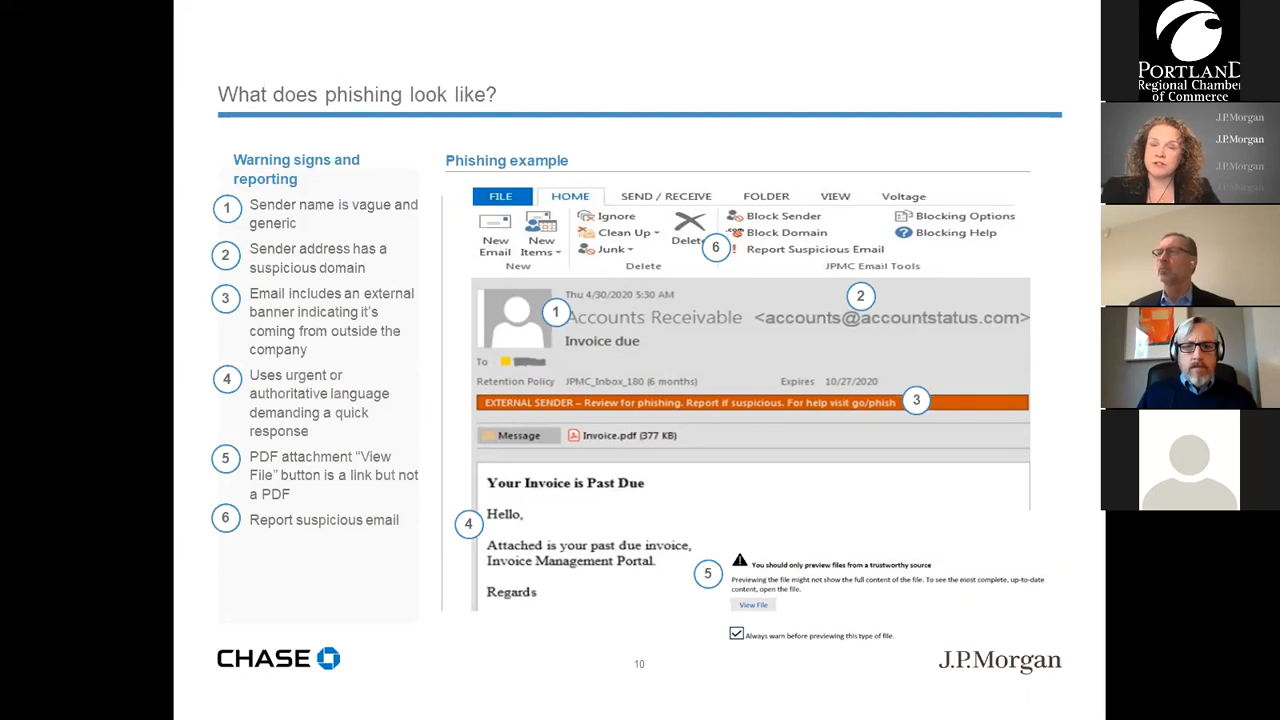 What does phishing look like?
Warning signs and
reporting
1
Sender name is vague and
generic
2
Sender address has a
suspicious domain
3
Email includes an external
banner indicating it's
coming from outside the
company
4
Uses urgent or
authoritative language
demanding a quick
response
5
PDF attachment “View
File” button is a link but not
a PDF
6
Report suspicious email
Phishing example
FILE HOME SEND / RECEIVE FOLDER VIEW Voltage
New
Email
New
Items
Ignore
Clean Up
Junk
Delete
6
Block Sender
.com Block Domain
! Report Suspicious Email
Blocking Options
? Blocking Help
New Delete JPMC Email Tools
Thu 4/30/2020 5:30 AM
2
1
Accounts Receivable <accounts@accountstatus.com>
Invoice due
To
Retention Policy JPMC_Inbox_180 (6 months) Expires 10/27/2020
EXTERNAL SENDER – Review for phishing. Report if suspicious. For help visit go/phish
3
Message Invoice.pdf (377 KB)
Your Invoice is Past Due
Hello,
4
Attached is your past due invoice,
Invoice Management Portal.
Regards
5
You should only preview files from a trustworthy source
Previewing the file might not show the full content of the file. To see the most complete, up-to-date
content, open the file.
View File
Always warn before previewing this type of file.
CHASE
10
J.P.Morgan
PORTLAND
Regional Chamber
of Commerce
J.P.Morgan
J.P.Morgan
J.P.Morgan
J.P.Morgan